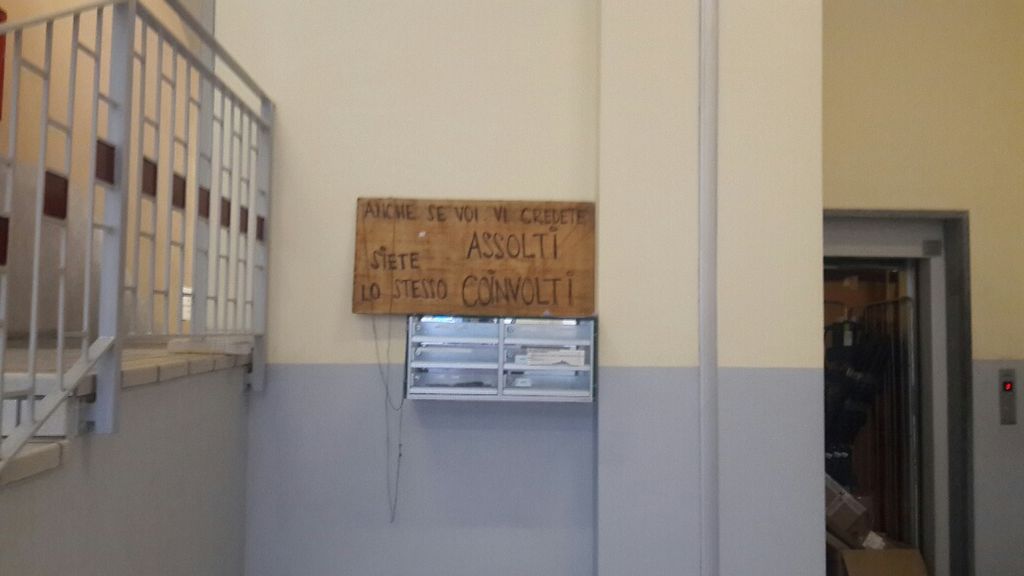 ANCHE SE VOI VI CREDETE
ASSOLTI
SIETE
LO STESSO COINVOLTI